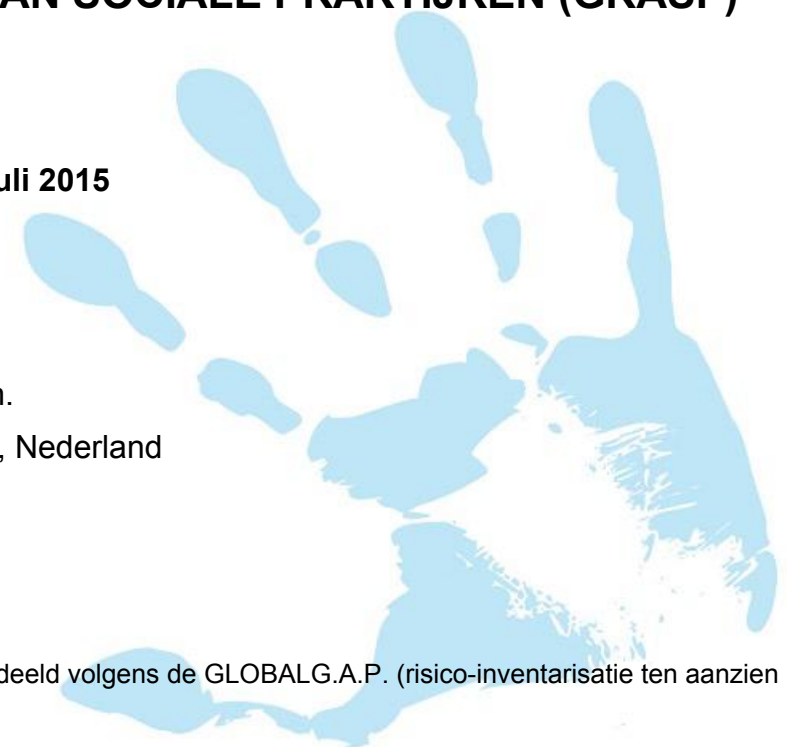 AN SOCIALE PRAKTIJKEN (GRASP)
uli 2015
n.
, Nederland
deeld volgens de GLOBALG.A.P. (risico-inventarisatie ten aanzien